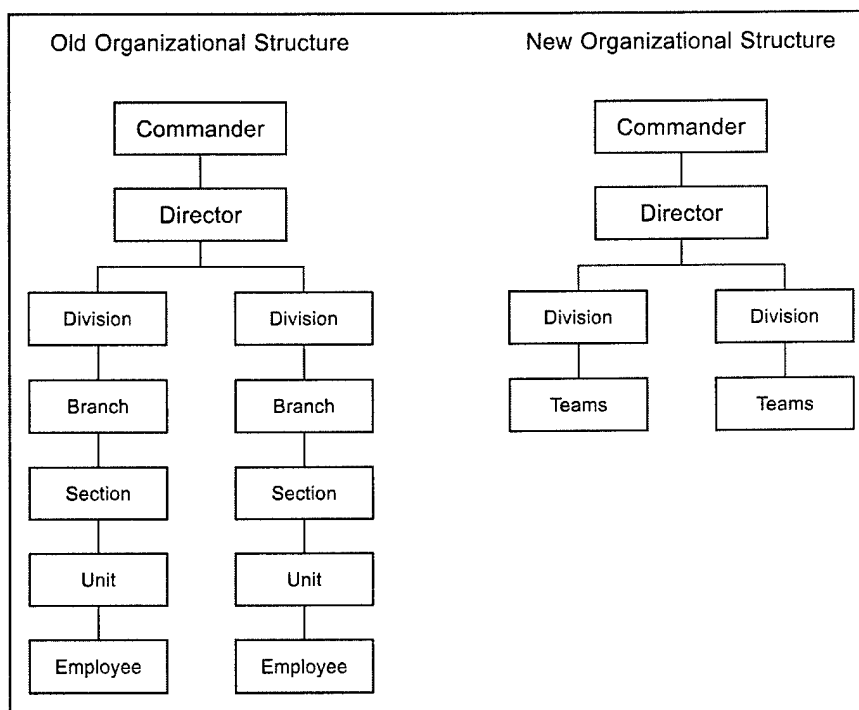 Old Organizational Structure
New Organizational Structure
Commander
Commander
Director
Director
Division
Division
Division
Division
Branch
Branch
Teams
Teams
Section
Section
Unit
Unit
Employee
Employee